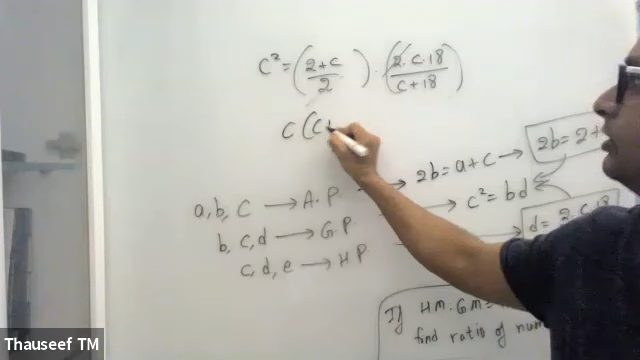 c² = (2+c / 2) · (2·c·18 / c+18)
c(c+
a, b, c → A.P → 2b = a+c → 2b = 2+
b, c, d → G.P → c² = bd
c, d, e → H P → d = 2·c·18
If HM·GM=
find ratio of num
Thauseef TM